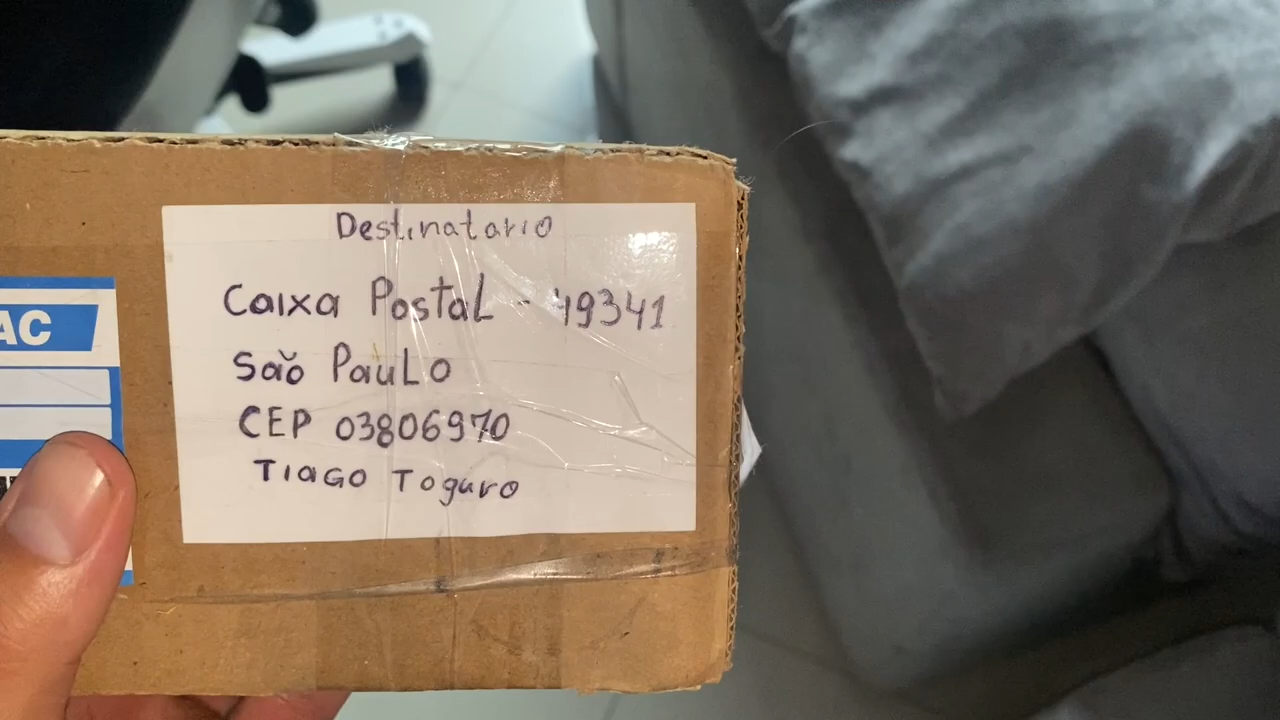 Destinatario
Caixa Postal - 49341
São Paulo
CEP 03806970
Tiago Toguro
AC